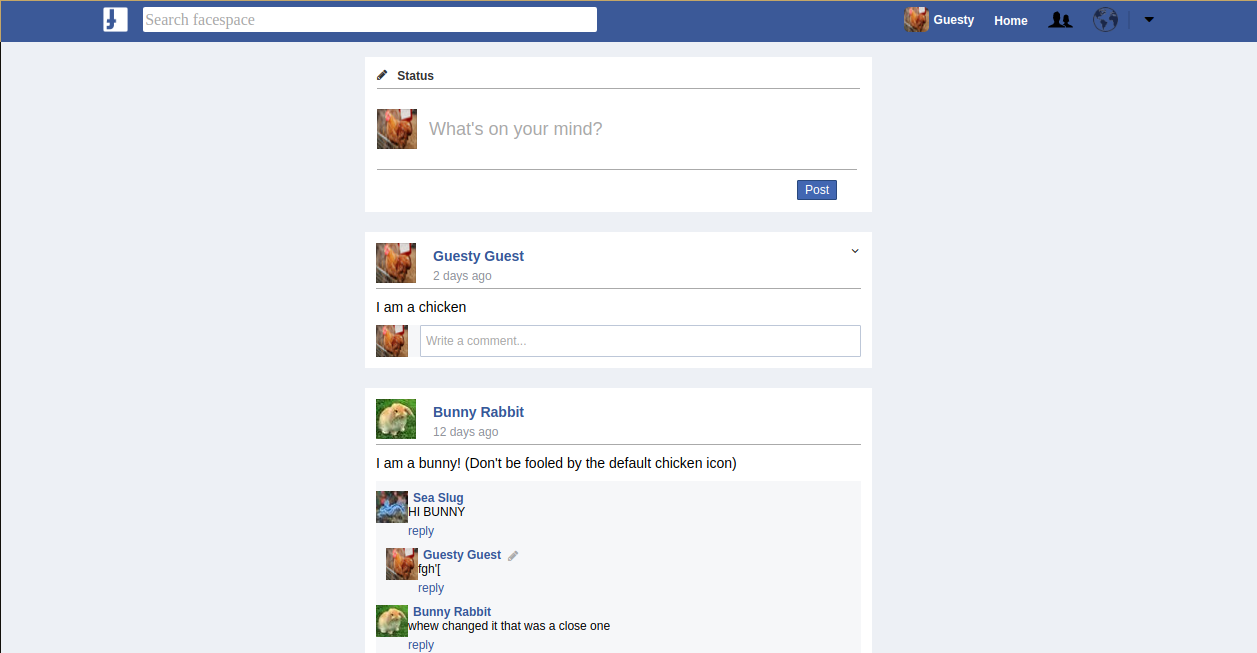 Search facespace
Guesty
Home
Status
What's on your mind?
Post
Guesty Guest
2 days ago
I am a chicken
Write a comment...
Bunny Rabbit
12 days ago
I am a bunny! (Don't be fooled by the default chicken icon)
Sea Slug
HI BUNNY
reply
Guesty Guest
fgh'[
reply
Bunny Rabbit
whew changed it that was a close one
reply